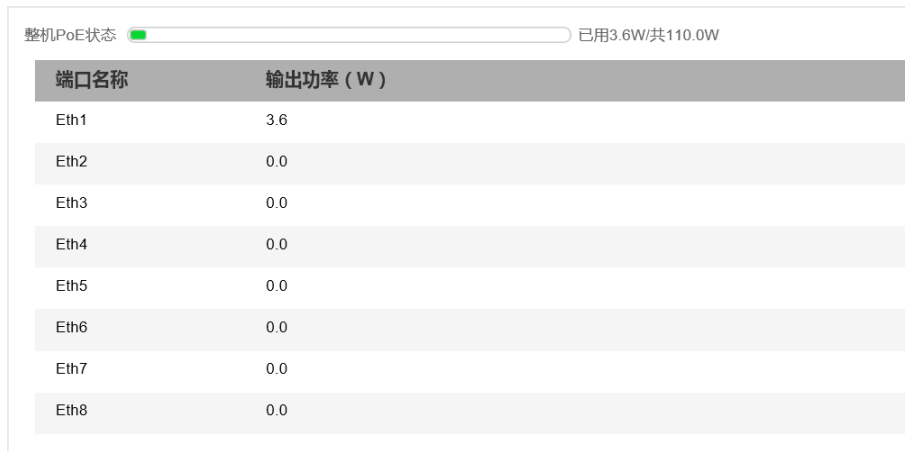 整机PoE状态 已用3.6W/共110.0W
端口名称 输出功率（W）
Eth1 3.6
Eth2 0.0
Eth3 0.0
Eth4 0.0
Eth5 0.0
Eth6 0.0
Eth7 0.0
Eth8 0.0